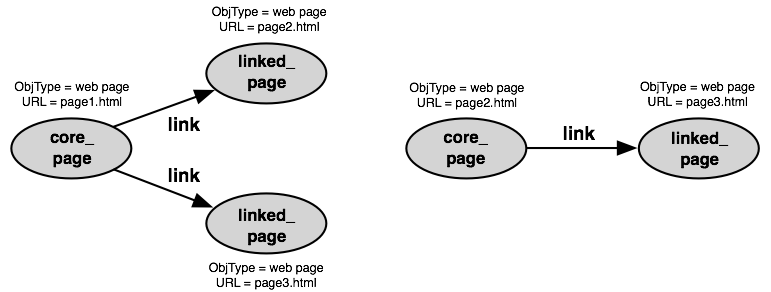 ObjType = web page
URL = page2.html
linked_
page
ObjType = web page
URL = page1.html
core_
page
link
link
linked_
page
ObjType = web page
URL = page3.html
ObjType = web page
URL = page2.html
core_
page
link
ObjType = web page
URL = page3.html
linked_
page